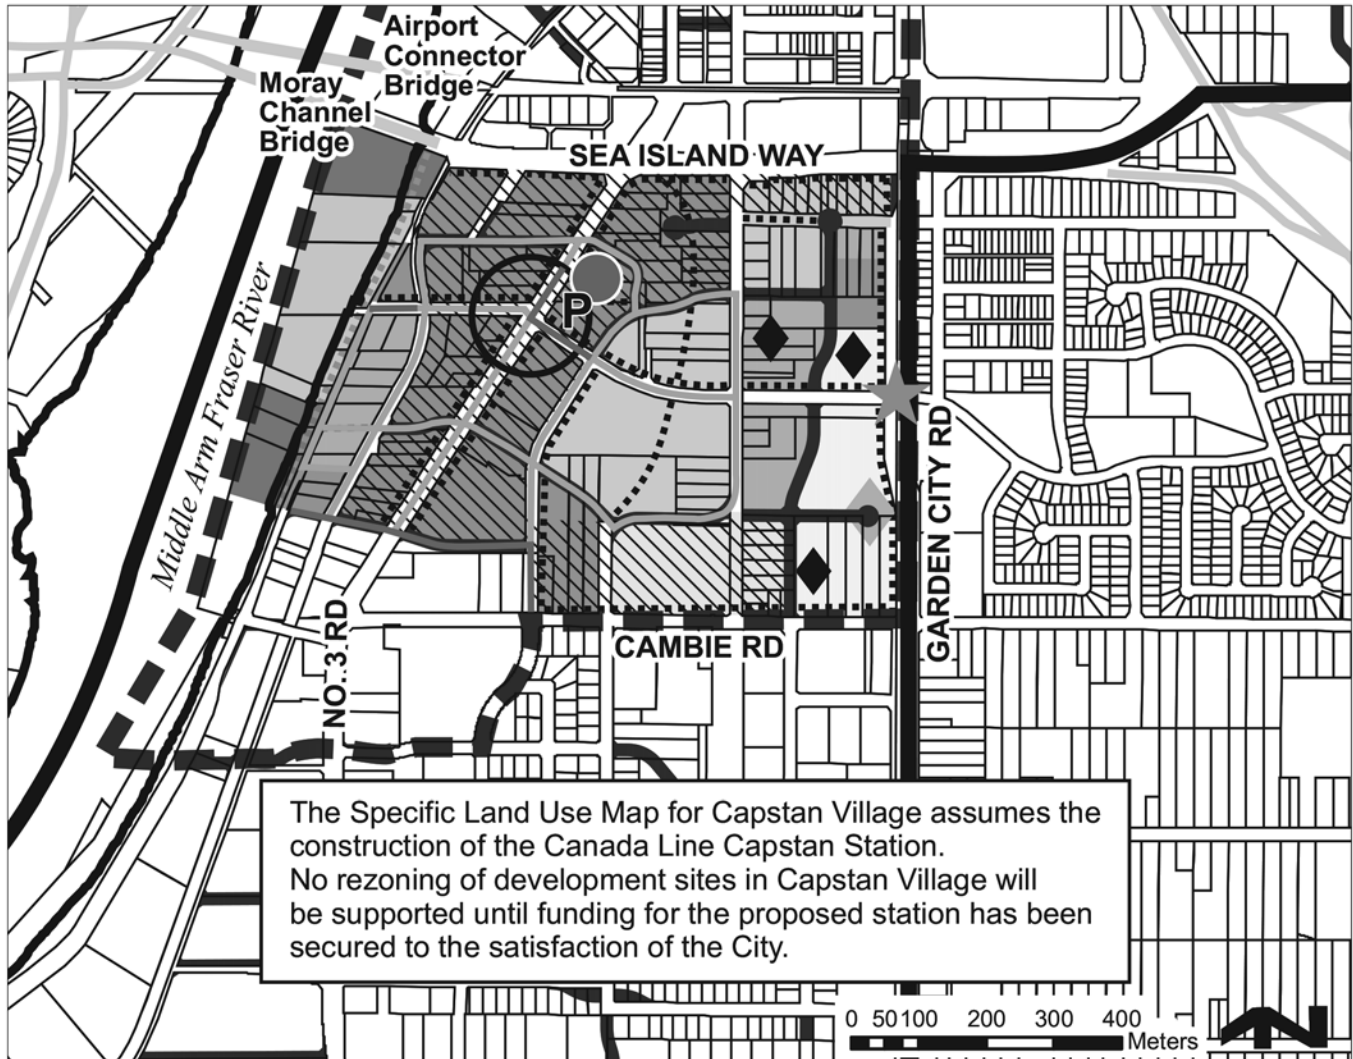 Airport
Connector
Bridge
Moray
Channel
Bridge
SEA ISLAND WAY
P
Middle Arm Fraser River
GARDEN CITY RD
NO. 3 RD
CAMBIE RD
The Specific Land Use Map for Capstan Village assumes the
construction of the Canada Line Capstan Station.
No rezoning of development sites in Capstan Village will
be supported until funding for the proposed station has been
secured to the satisfaction of the City.
0 50 100 200 300 400
Meters